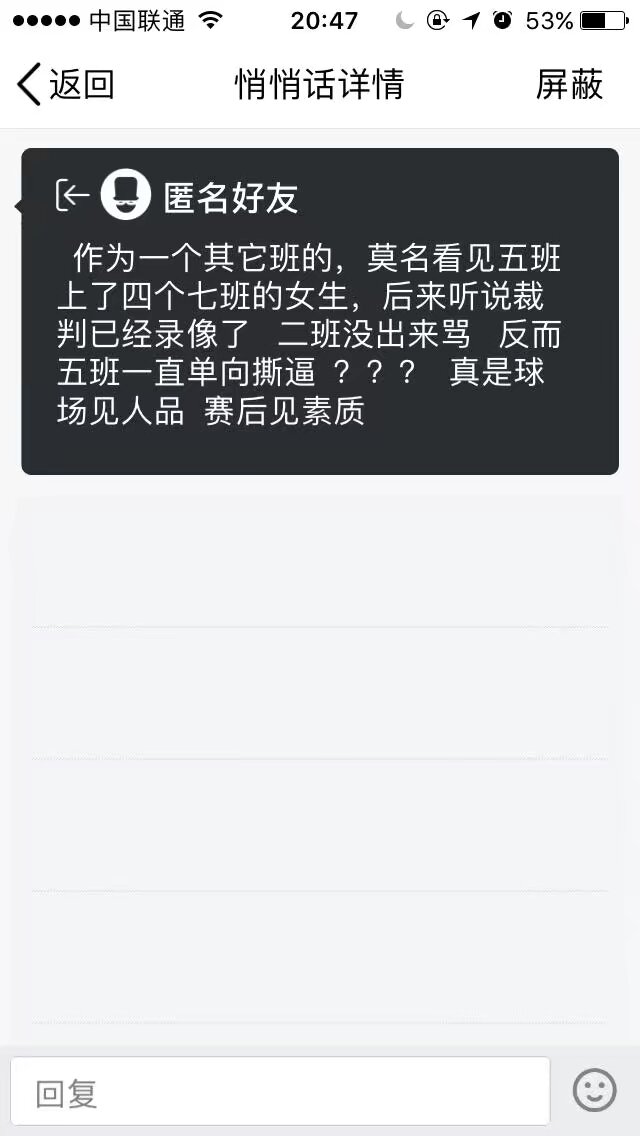 中国联通 20:47 53%
返回 悄悄话详情 屏蔽
匿名好友
作为一个其它班的，莫名看见五班
上了四个七班的女生，后来听说裁
判已经录像了 二班没出来骂 反而
五班一直单向撕逼 ？？？ 真是球
场见人品 赛后见素质
回复